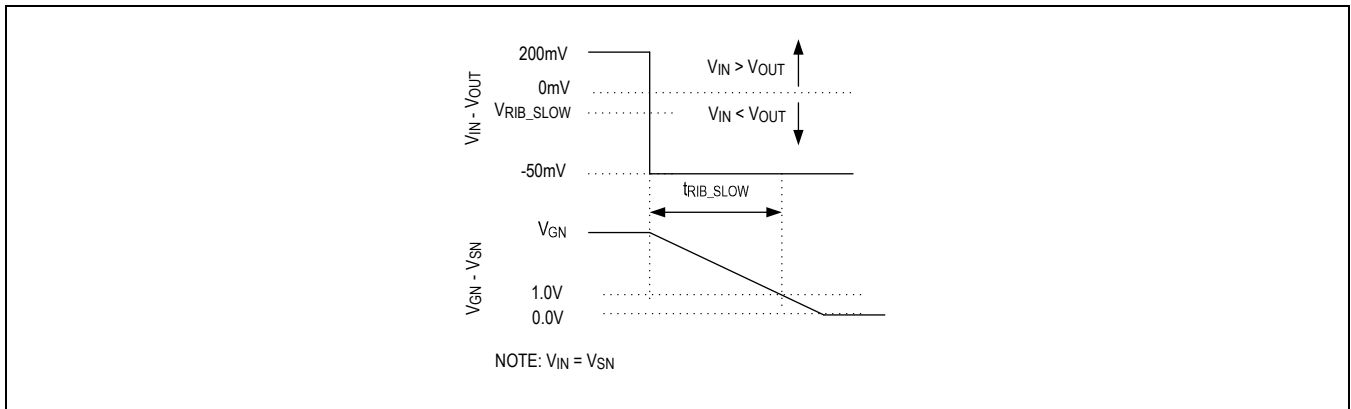 200mV
VIN > VOUT
0mV
VIN - VOUT
VRIB_SLOW
VIN < VOUT
-50mV
tRIB_SLOW
VGN
VGN - VSN
1.0V
0.0V
NOTE: VIN = VSN